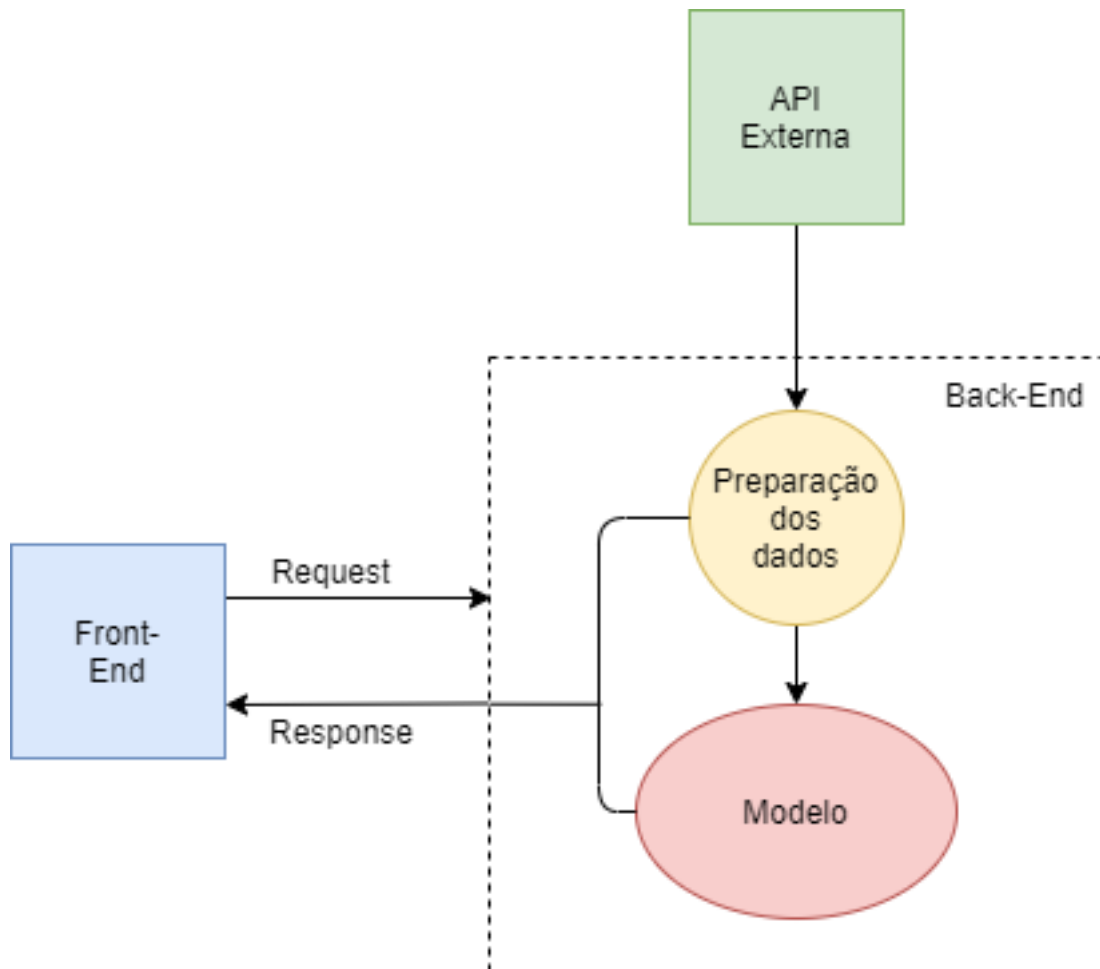 API
Externa
Back-End
Preparação
dos
dados
Request
Front-
End
Response
Modelo